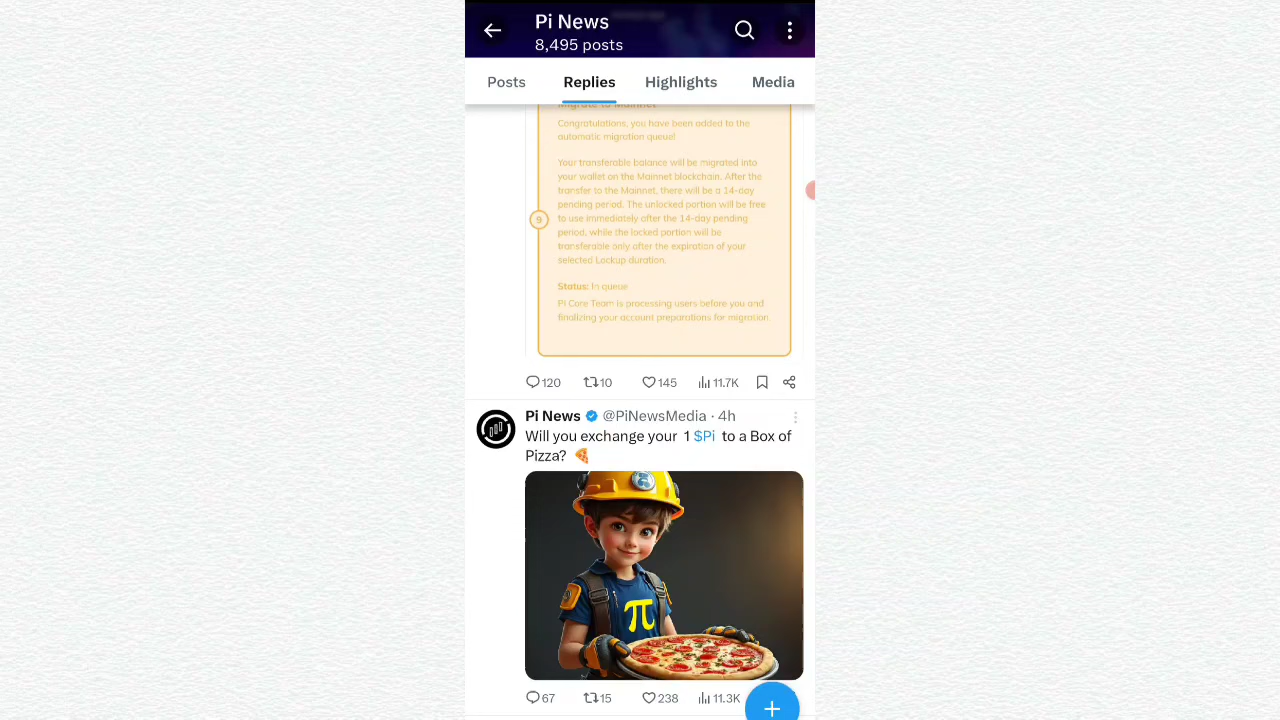 Pi News
8,495 posts
Posts Replies Highlights Media
Migrate to Mainnet
Congratulations, you have been added to the
automatic migration queue!
Your transferable balance will be migrated into
your wallet on the Mainnet blockchain. After the
transfer to the Mainnet, there will be a 14-day
pending period. The unlocked portion will be free
to use immediately after the 14-day pending
period, while the locked portion will be
transferable only after the expiration of your
selected Lockup duration.
9
Status: In queue
Pi Core Team is processing users before you and
finalizing your account preparations for migration
120 10 145 11.7K
Pi News @PiNewsMedia · 4h
Will you exchange your 1 $Pi to a Box of
Pizza?
π
67 15 238 11.3K